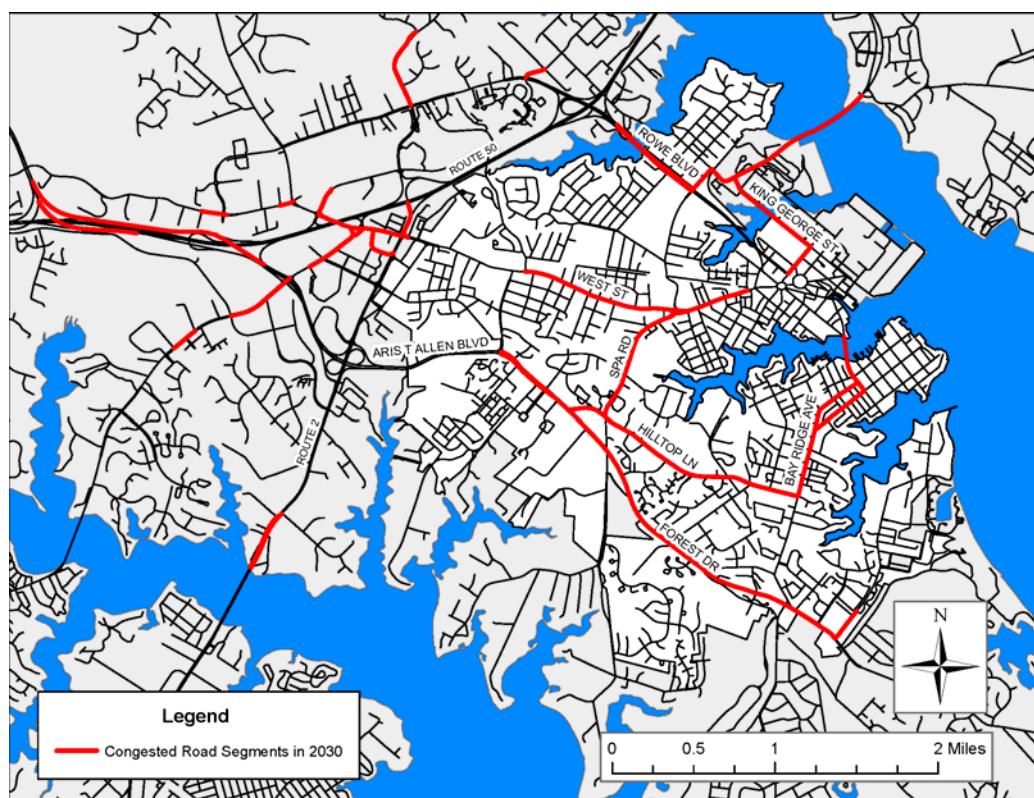 ROUTE 50
ROWE BLVD
KING GEORGE ST
WEST ST
ARIS T ALLEN BLVD
SPA RD
ROUTE 2
HILLTOP LN
BAY RIDGE AVE
FOREST DR
N
Legend
Congested Road Segments in 2030
0 0.5 1 2 Miles